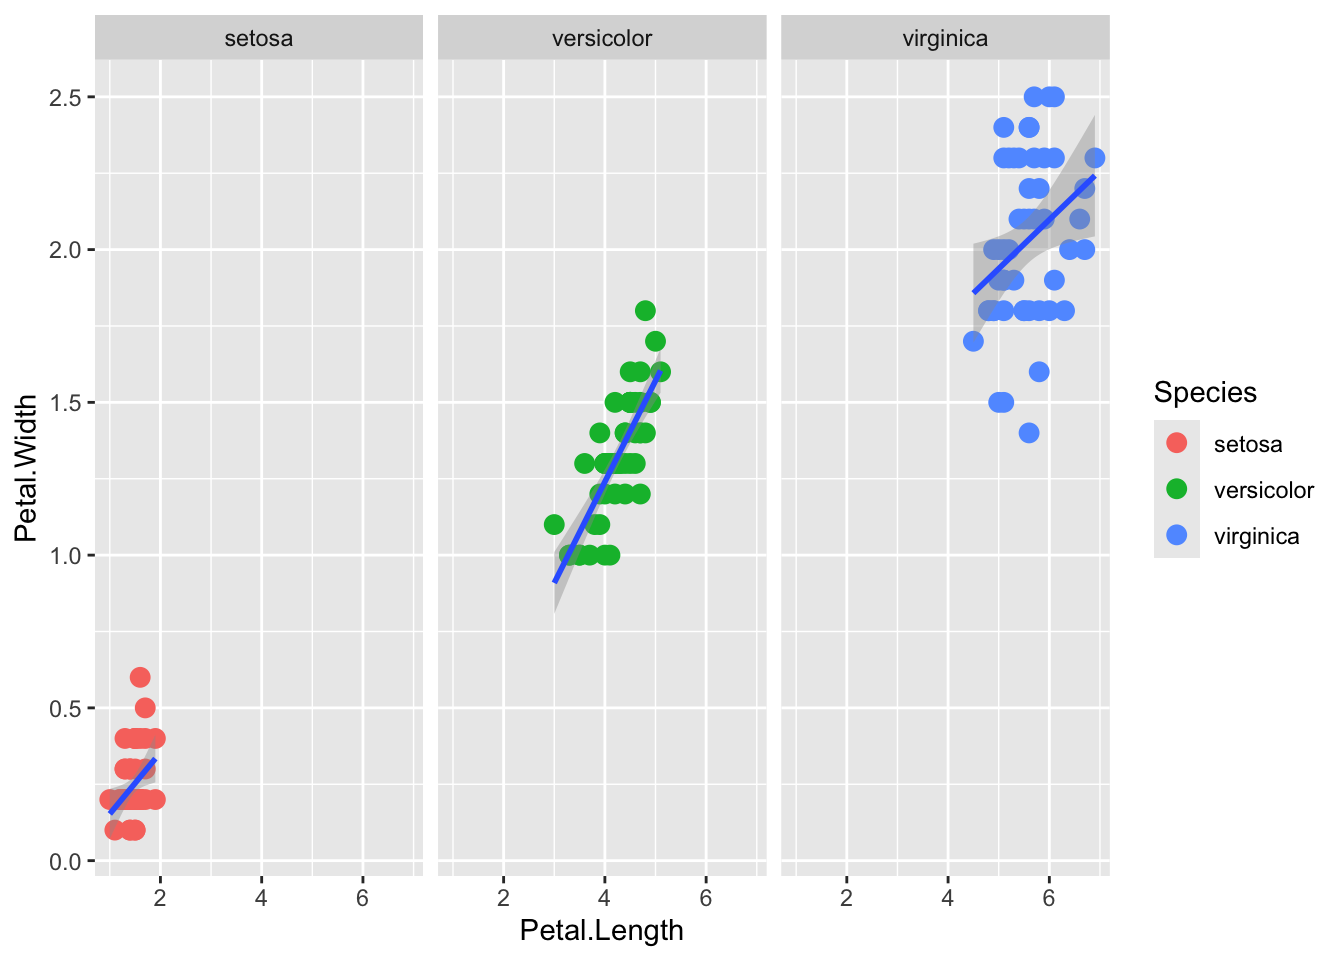 setosa versicolor virginica
2.5
2.0
1.5
1.0
0.5
0.0
Petal.Width
2 4 6 2 4 6 2 4 6
Petal.Length
Species
setosa
versicolor
virginica